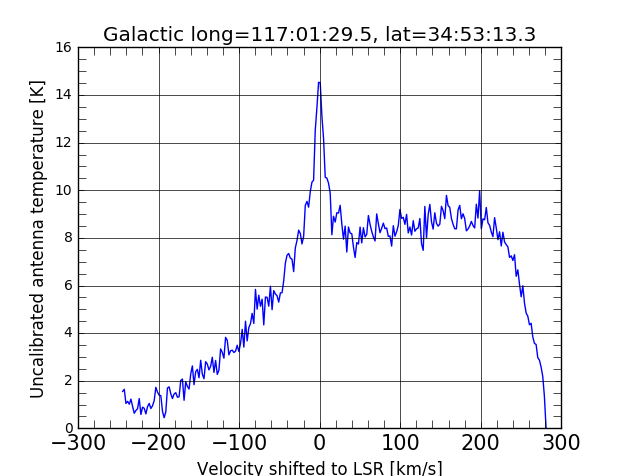 Galactic long=117:01:29.5, lat=34:53:13.3
Uncalibrated antenna temperature [K]
16
14
12
10
8
6
4
2
0
−300 −200 −100 0 100 200 300
Velocity shifted to LSR [km/s]